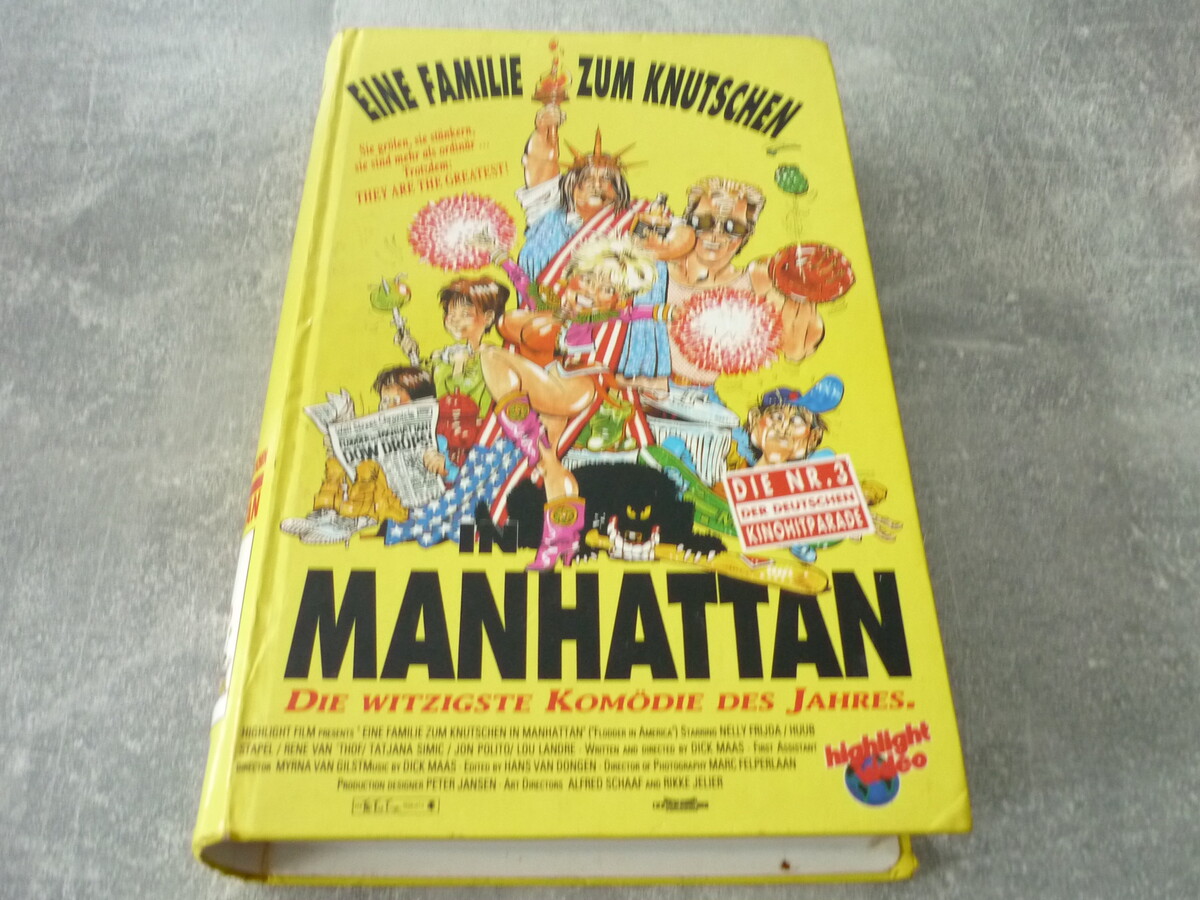 EINE FAMILIE ZUM KNUTSCHEN
Sie grölen, sie stänkern,
sie sind mehr als ordinär ...
Trotzdem:
THEY ARE THE GREATEST!
DOW DROPS!
DIE NR. 3
DER DEUTSCHEN
KINOHITPARADE
IN
MANHATTAN
DIE WITZIGSTE KOMÖDIE DES JAHRES.
HIGHLIGHT FILM PRESENTS "EINE FAMILIE ZUM KNUTSCHEN IN MANHATTAN" ("FLODDER IN AMERICA") STARRING NELLY FRIJDA / HUUB
STAPEL / RENE VAN 'THOF/ TATJANA SIMIC / JON POLITO/ LOU LANDRE · WRITTEN AND DIRECTED BY DICK MAAS · FIRST ASSISTANT
DIRECTOR MYRNA VAN GILSTMUSIC BY DICK MAAS EDITED BY HANS VAN DONGEN · DIRECTOR OF PHOTOGRAPHY MARC FELPERLAAN
PRODUCTION DESIGNER PETER JANSEN · ART DIRECTORS ALFRED SCHAAF AND RIKKE JELIER
highlight
video